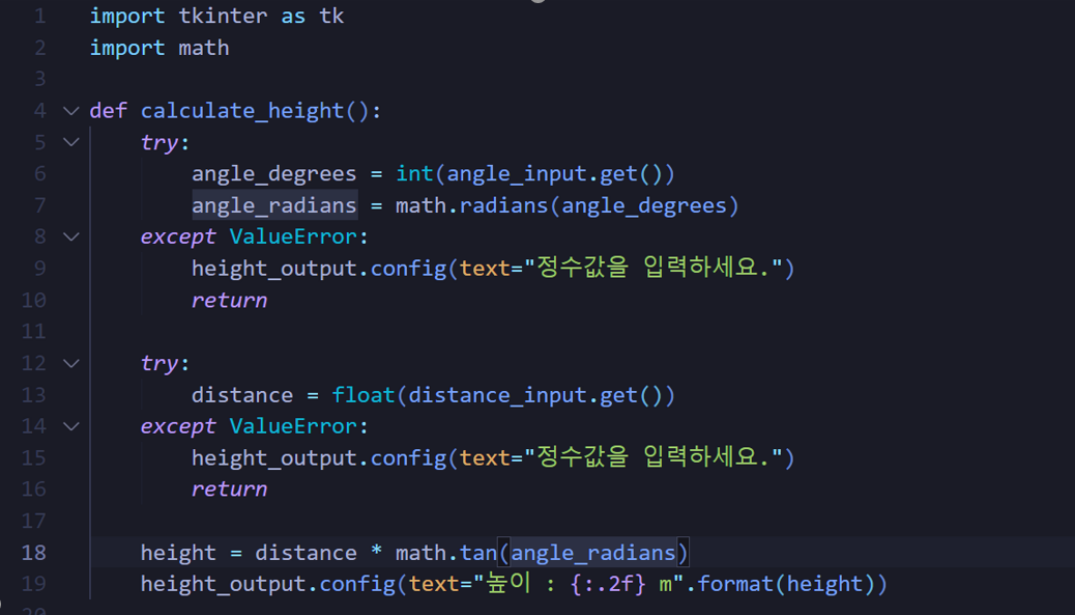 1 import tkinter as tk
2 import math
3
4 def calculate_height():
5 try:
6 angle_degrees = int(angle_input.get())
7 angle_radians = math.radians(angle_degrees)
8 except ValueError:
9 height_output.config(text="정수값을 입력하세요.")
10 return
11
12 try:
13 distance = float(distance_input.get())
14 except ValueError:
15 height_output.config(text="정수값을 입력하세요.")
16 return
17
18 height = distance * math.tan(angle_radians)
19 height_output.config(text="높이 : {:.2f} m".format(height))
20